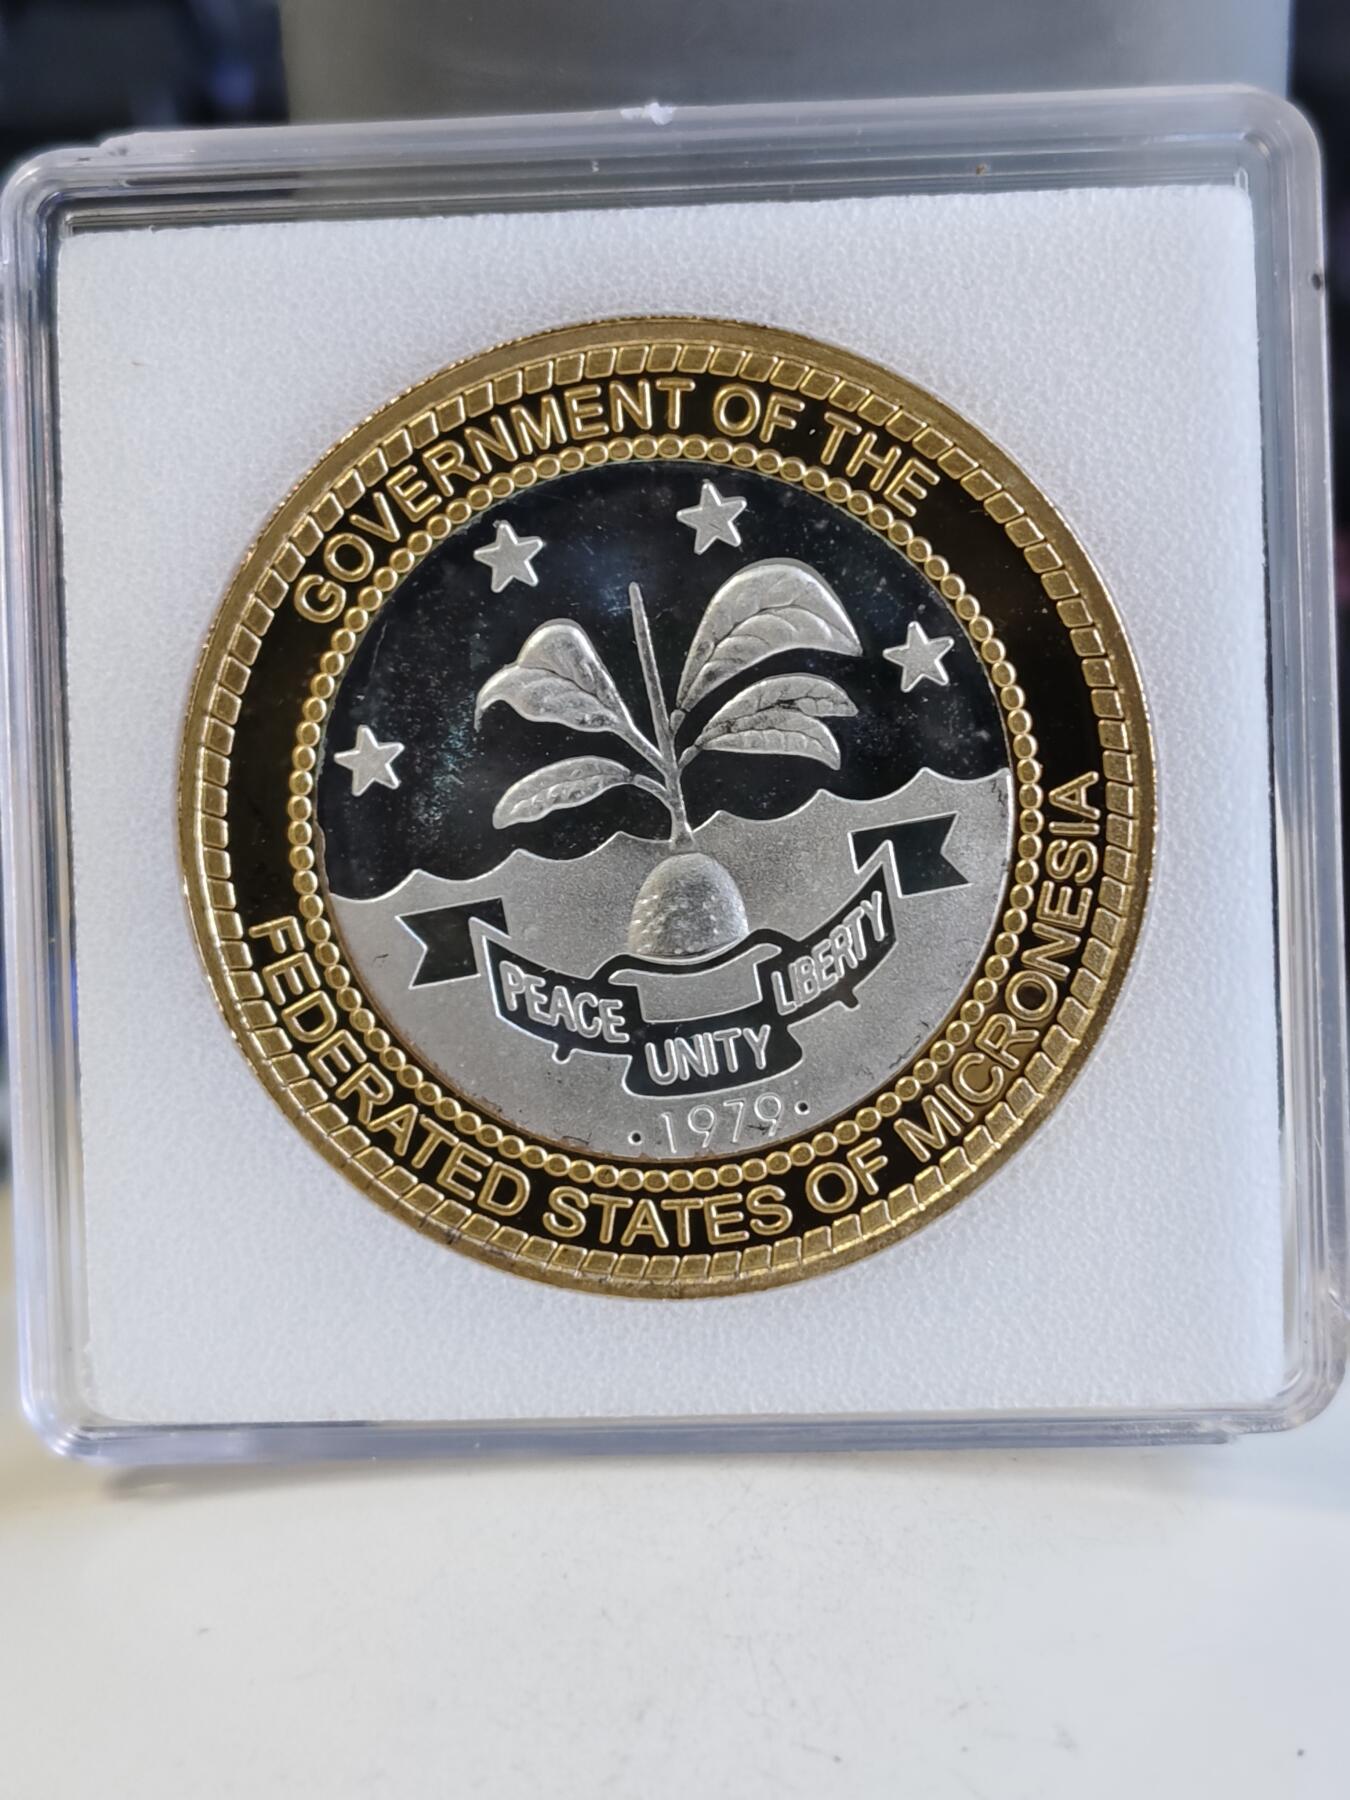 GOVERNMENT OF THE
FEDERATED STATES OF MICRONESIA
PEACE
UNITY
LIBERTY
·1979·